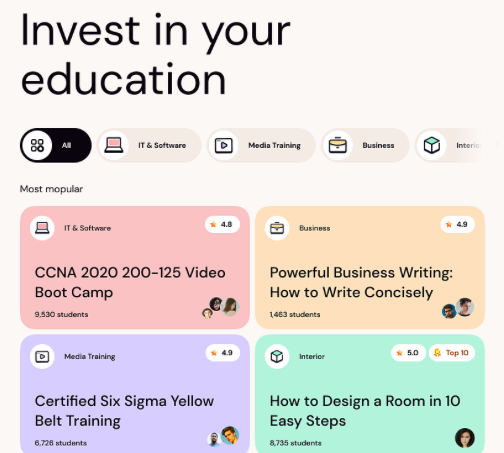 Invest in your
education
All
IT & Software
Media Training
Business
Interior
Most mopular
IT & Software
4.8
CCNA 2020 200-125 Video
Boot Camp
9,530 students
Business
4.9
Powerful Business Writing:
How to Write Concisely
1,463 students
Media Training
4.9
Certified Six Sigma Yellow
Belt Training
6,726 students
Interior
5.0
Top 10
How to Design a Room in 10
Easy Steps
8,735 students